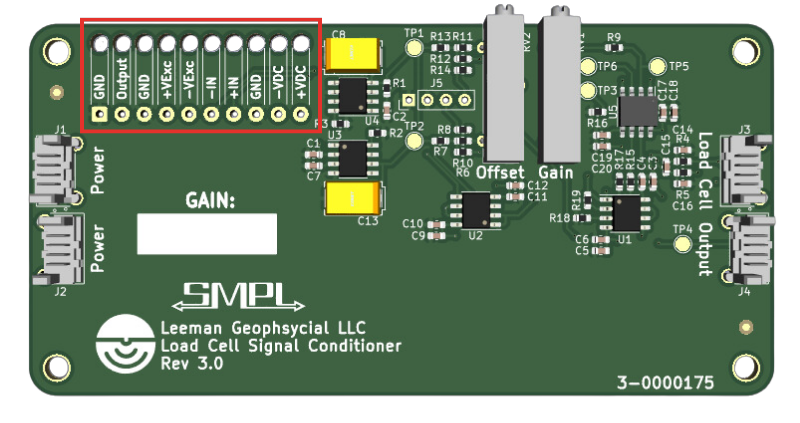 GND
Output
GND
+VExc
-VExc
-IN
+IN
GND
-VDC
+VDC
C8
TP1
R13 R11
R12
R14
RV2
RV1
R9
TP6
TP5
TP3
J5
R1
C2
U4
R3
U3
R2
TP2
R8
R7
R10
R6
C1
C7
C13
Offset
Gain
U5
C17
C18
R16
C19
C20
R17
R15
C4
C3
C15
C14
R4
R5
C16
C12
C11
R19
R18
U1
C6
C5
C10
C9
U2
TP4
J1
Power
J2
Power
J3
Load Cell
Output
J4
GAIN:
SMPL
Leeman Geophsycial LLC
Load Cell Signal Conditioner
Rev 3.0
3-0000175